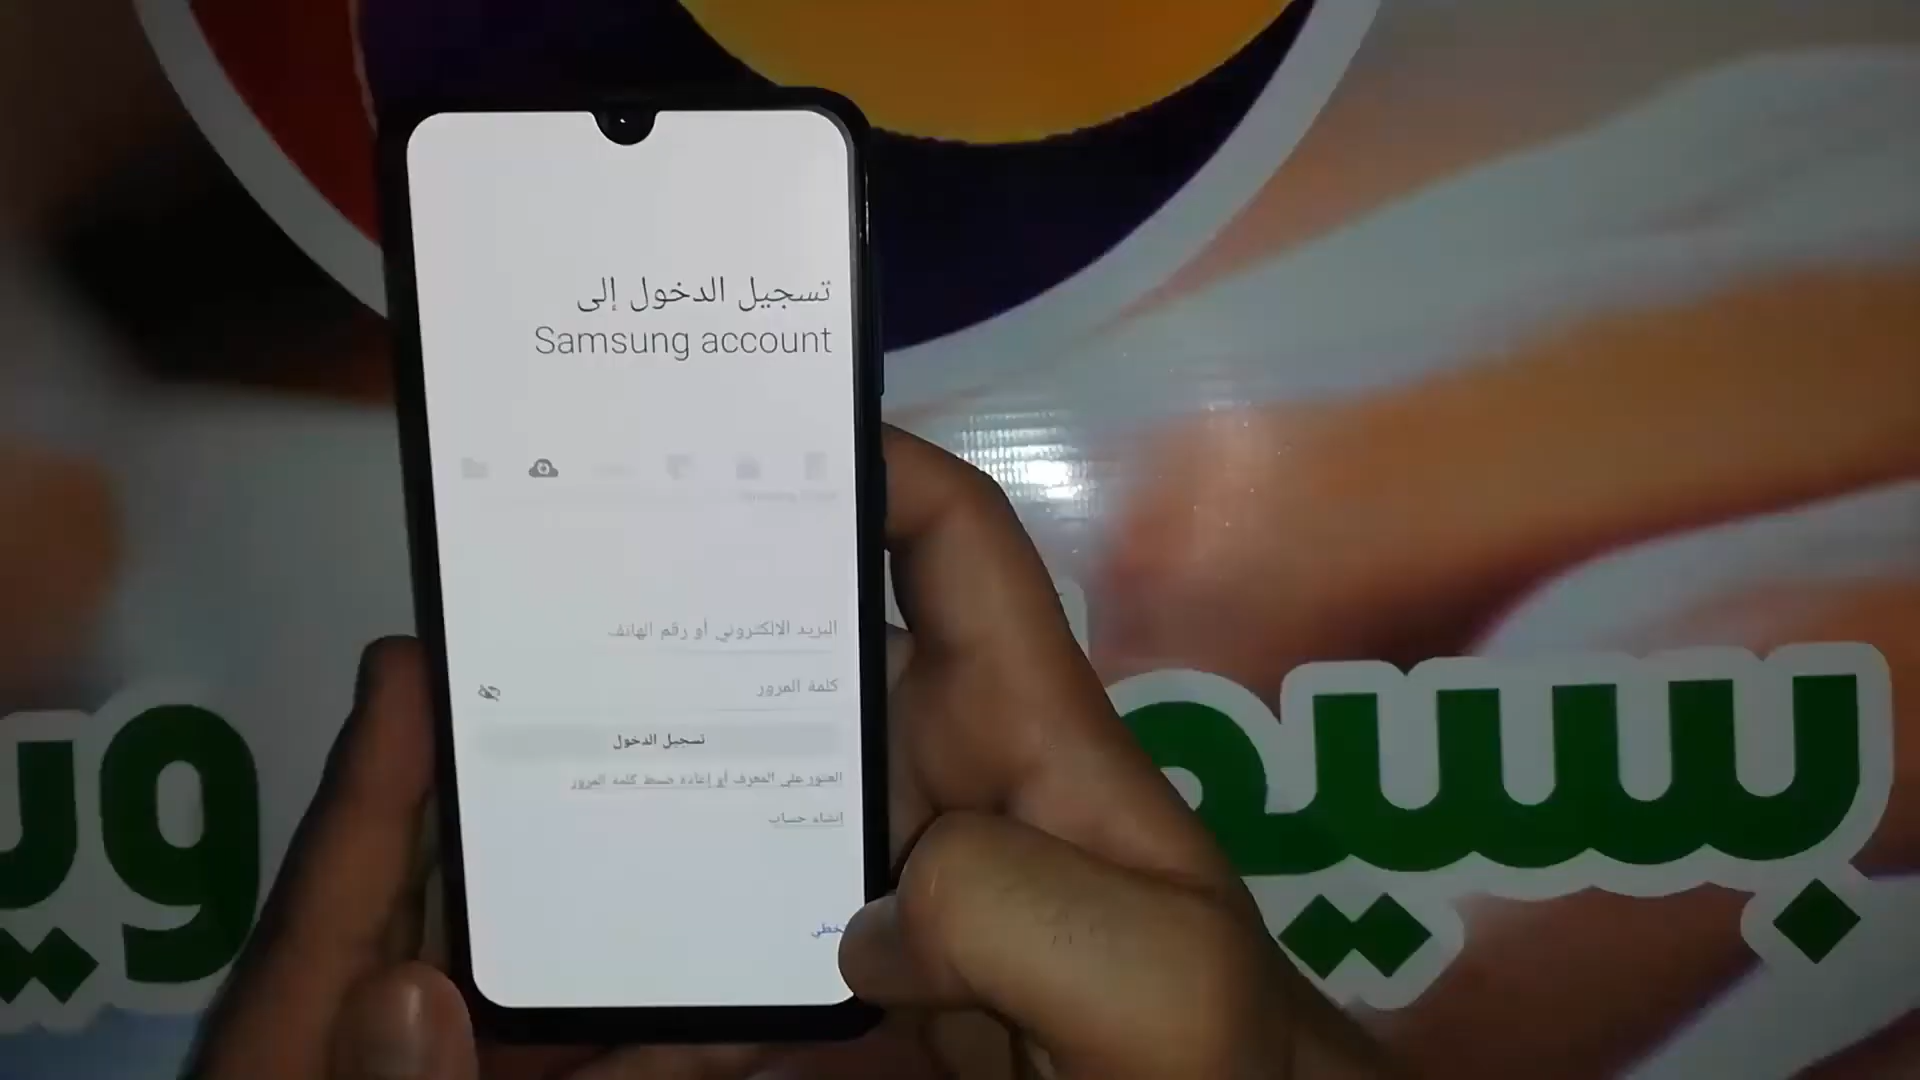 تسجيل الدخول إلى
Samsung account
البريد الالكتروني أو رقم الهاتف
كلمة المرور
تسجيل الدخول
العثور على المعرف أو إعادة ضبط كلمة المرور
إنشاء حساب
تخطي